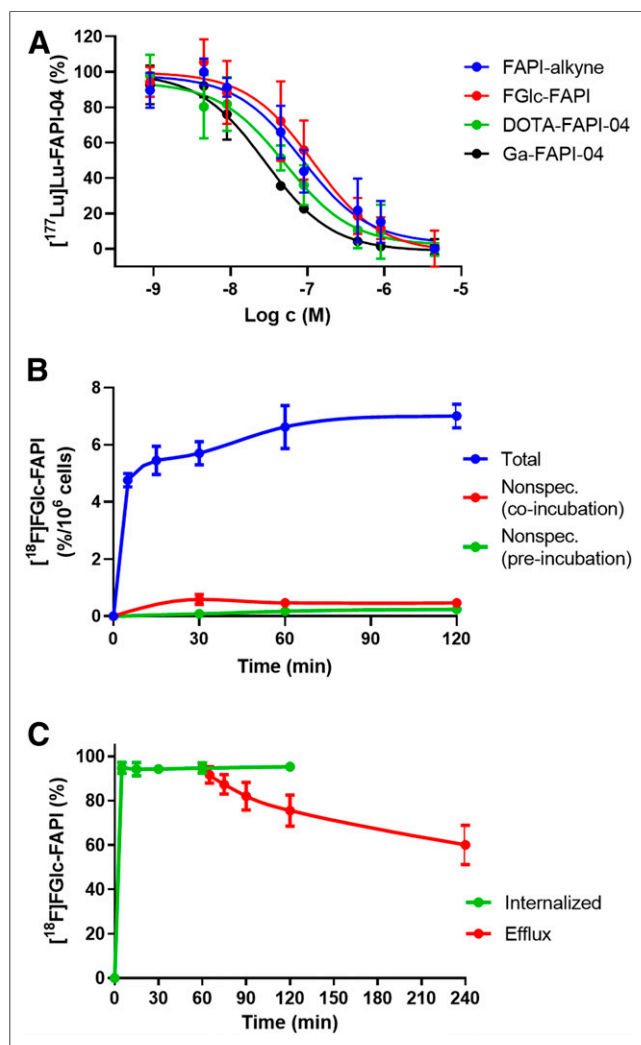 A
[¹⁷⁷Lu]Lu-FAPI-04 (%)
120
100
80
60
40
20
0
-9
-8
-7
-6
-5
Log c (M)
FAPI-alkyne
FGlc-FAPI
DOTA-FAPI-04
Ga-FAPI-04
B
[¹⁸F]FGlc-FAPI
(%/10⁶ cells)
8
6
4
2
0
0
30
60
90
120
Time (min)
Total
Nonspec.
(co-incubation)
Nonspec.
(pre-incubation)
C
[¹⁸F]FGlc-FAPI (%)
100
80
60
40
20
0
0
30
60
90
120
150
180
210
240
Time (min)
Internalized
Efflux